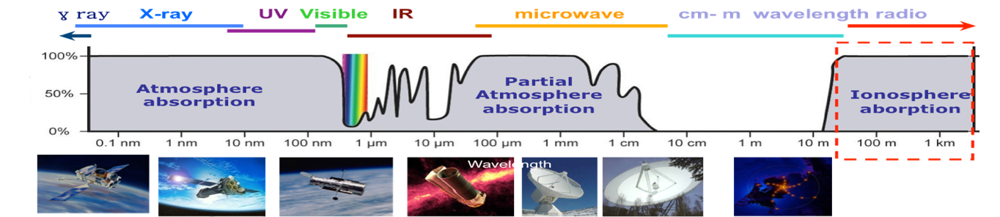 ɣ ray X-ray UV Visible IR microwave cm- m wavelength radio
100%
50%
0%
Atmosphere
absorption
Partial
Atmosphere
absorption
Ionosphere
aborption
0.1 nm 1 nm 10 nm 100 nm 1 µm 10 µm 100 µm 1 mm 1 cm 10 cm 1 m 10 m 100 m 1 km
Wavelength